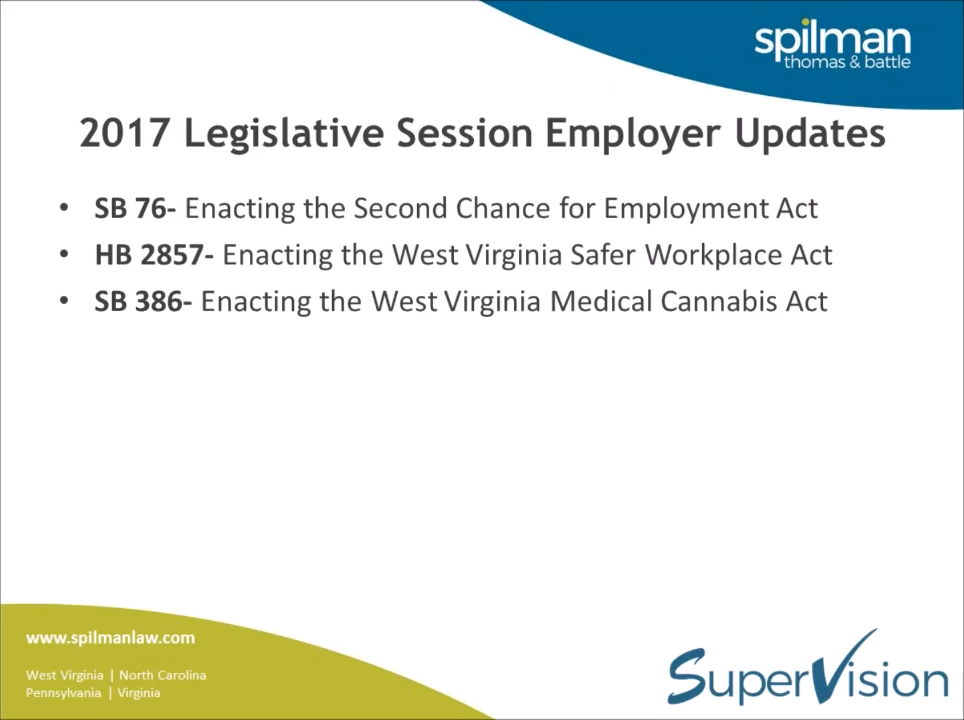 spilman
thomas & battle
2017 Legislative Session Employer Updates
• SB 76- Enacting the Second Chance for Employment Act
• HB 2857- Enacting the West Virginia Safer Workplace Act
• SB 386- Enacting the West Virginia Medical Cannabis Act
www.spilmanlaw.com
West Virginia | North Carolina
Pennsylvania | Virginia
SuperVision